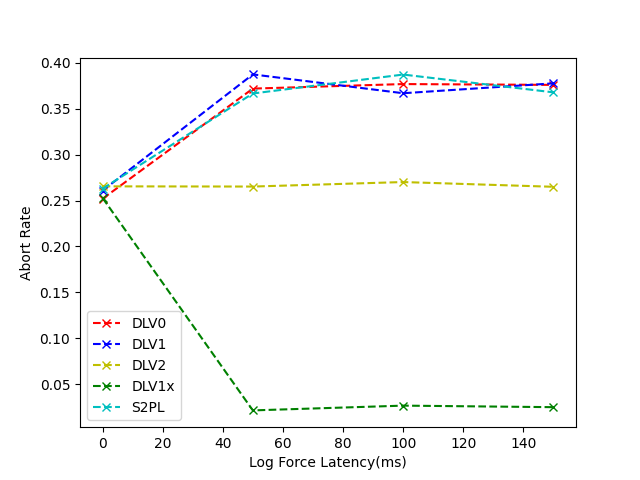 0.40
0.35
0.30
0.25
0.20
0.15
0.10
0.05
Abort Rate
DLV0
DLV1
DLV2
DLV1x
S2PL
0 20 40 60 80 100 120 140
Log Force Latency(ms)